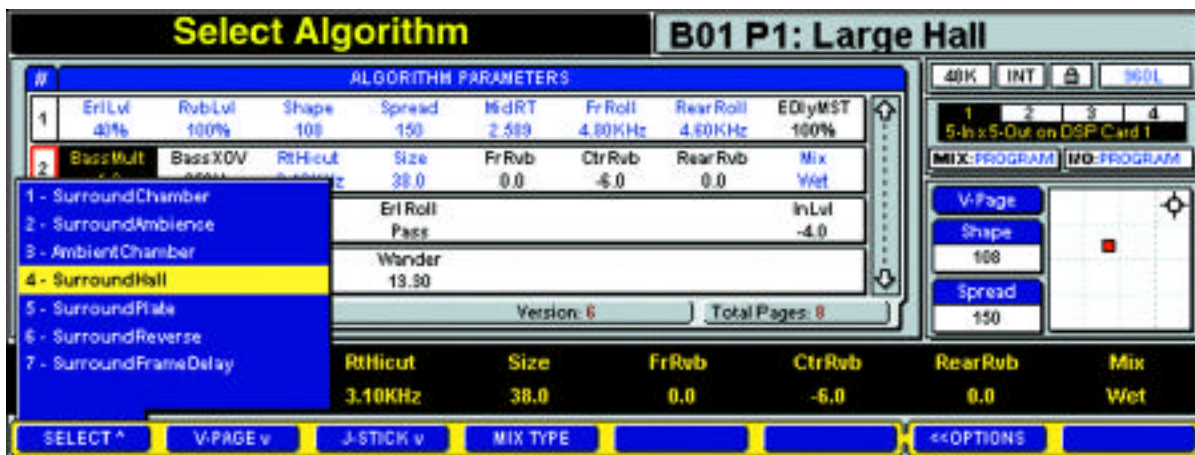 Select Algorithm
B01 P1: Large Hall
# ALGORITHM PARAMETERS
48K INT 960L
1 ErlLvl RvbLvl Shape Spread MidRT FrRoll RearRoll EDlyMST
40% 100% 108 150 2.589 4.80KHz 4.60KHz 100%
1 2 3 4
5-In x 5-Out on DSP Card 1
MIX:PROGRAM I/O:PROGRAM
2 BassMult BassXOV RtHicut Size FrRvb CtrRvb RearRvb Mix
38.0 0.0 -6.0 0.0 Wet
Erl Roll InLvl
Pass -4.0
Wander
13.30
Version: 6 Total Pages: 8
1 - SurroundChamber
2 - SurroundAmbience
3 - AmbientChamber
4 - SurroundHall
5 - SurroundPlate
6 - SurroundReverse
7 - SurroundFrameDelay
V-Page
Shape
108
Spread
150
RtHicut Size FrRvb CtrRvb RearRvb Mix
3.10KHz 38.0 0.0 -6.0 0.0 Wet
SELECT ^ V-PAGE v J-STICK v MIX TYPE <<OPTIONS